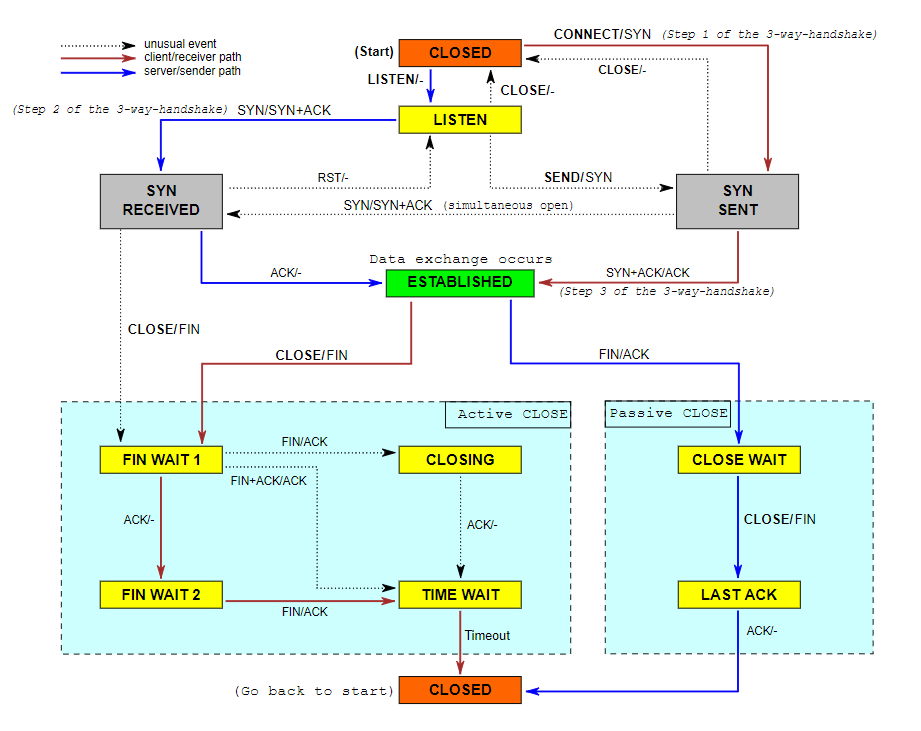 unusual event
client/receiver path
server/sender path
(Start)
CLOSED
CONNECT/SYN (Step 1 of the 3-way-handshake)
CLOSE/-
LISTEN/-
CLOSE/-
(Step 2 of the 3-way-handshake) SYN/SYN+ACK
LISTEN
SYN
RECEIVED
RST/-
SEND/SYN
SYN
SENT
SYN/SYN+ACK (simultaneous open)
Data exchange occurs
ACK/-
ESTABLISHED
SYN+ACK/ACK
(Step 3 of the 3-way-handshake)
CLOSE/FIN
CLOSE/FIN
FIN/ACK
Active CLOSE
Passive CLOSE
FIN WAIT 1
FIN/ACK
CLOSING
CLOSE WAIT
FIN+ACK/ACK
ACK/-
ACK/-
CLOSE/FIN
FIN WAIT 2
FIN/ACK
TIME WAIT
LAST ACK
Timeout
ACK/-
(Go back to start)
CLOSED